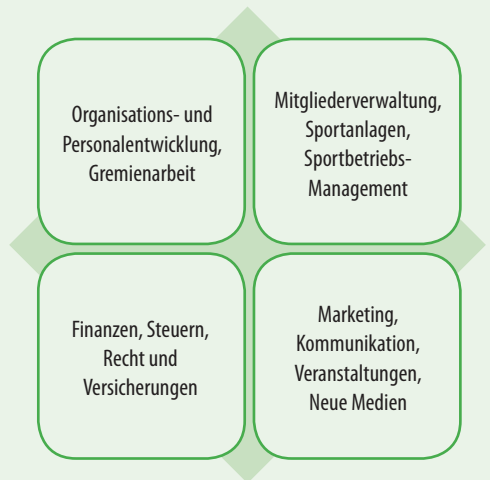 Organisations- und
Personalentwicklung,
Gremienarbeit
Mitgliederverwaltung,
Sportanlagen,
Sportbetriebs-
Management
Finanzen, Steuern,
Recht und
Versicherungen
Marketing,
Kommunikation,
Veranstaltungen,
Neue Medien